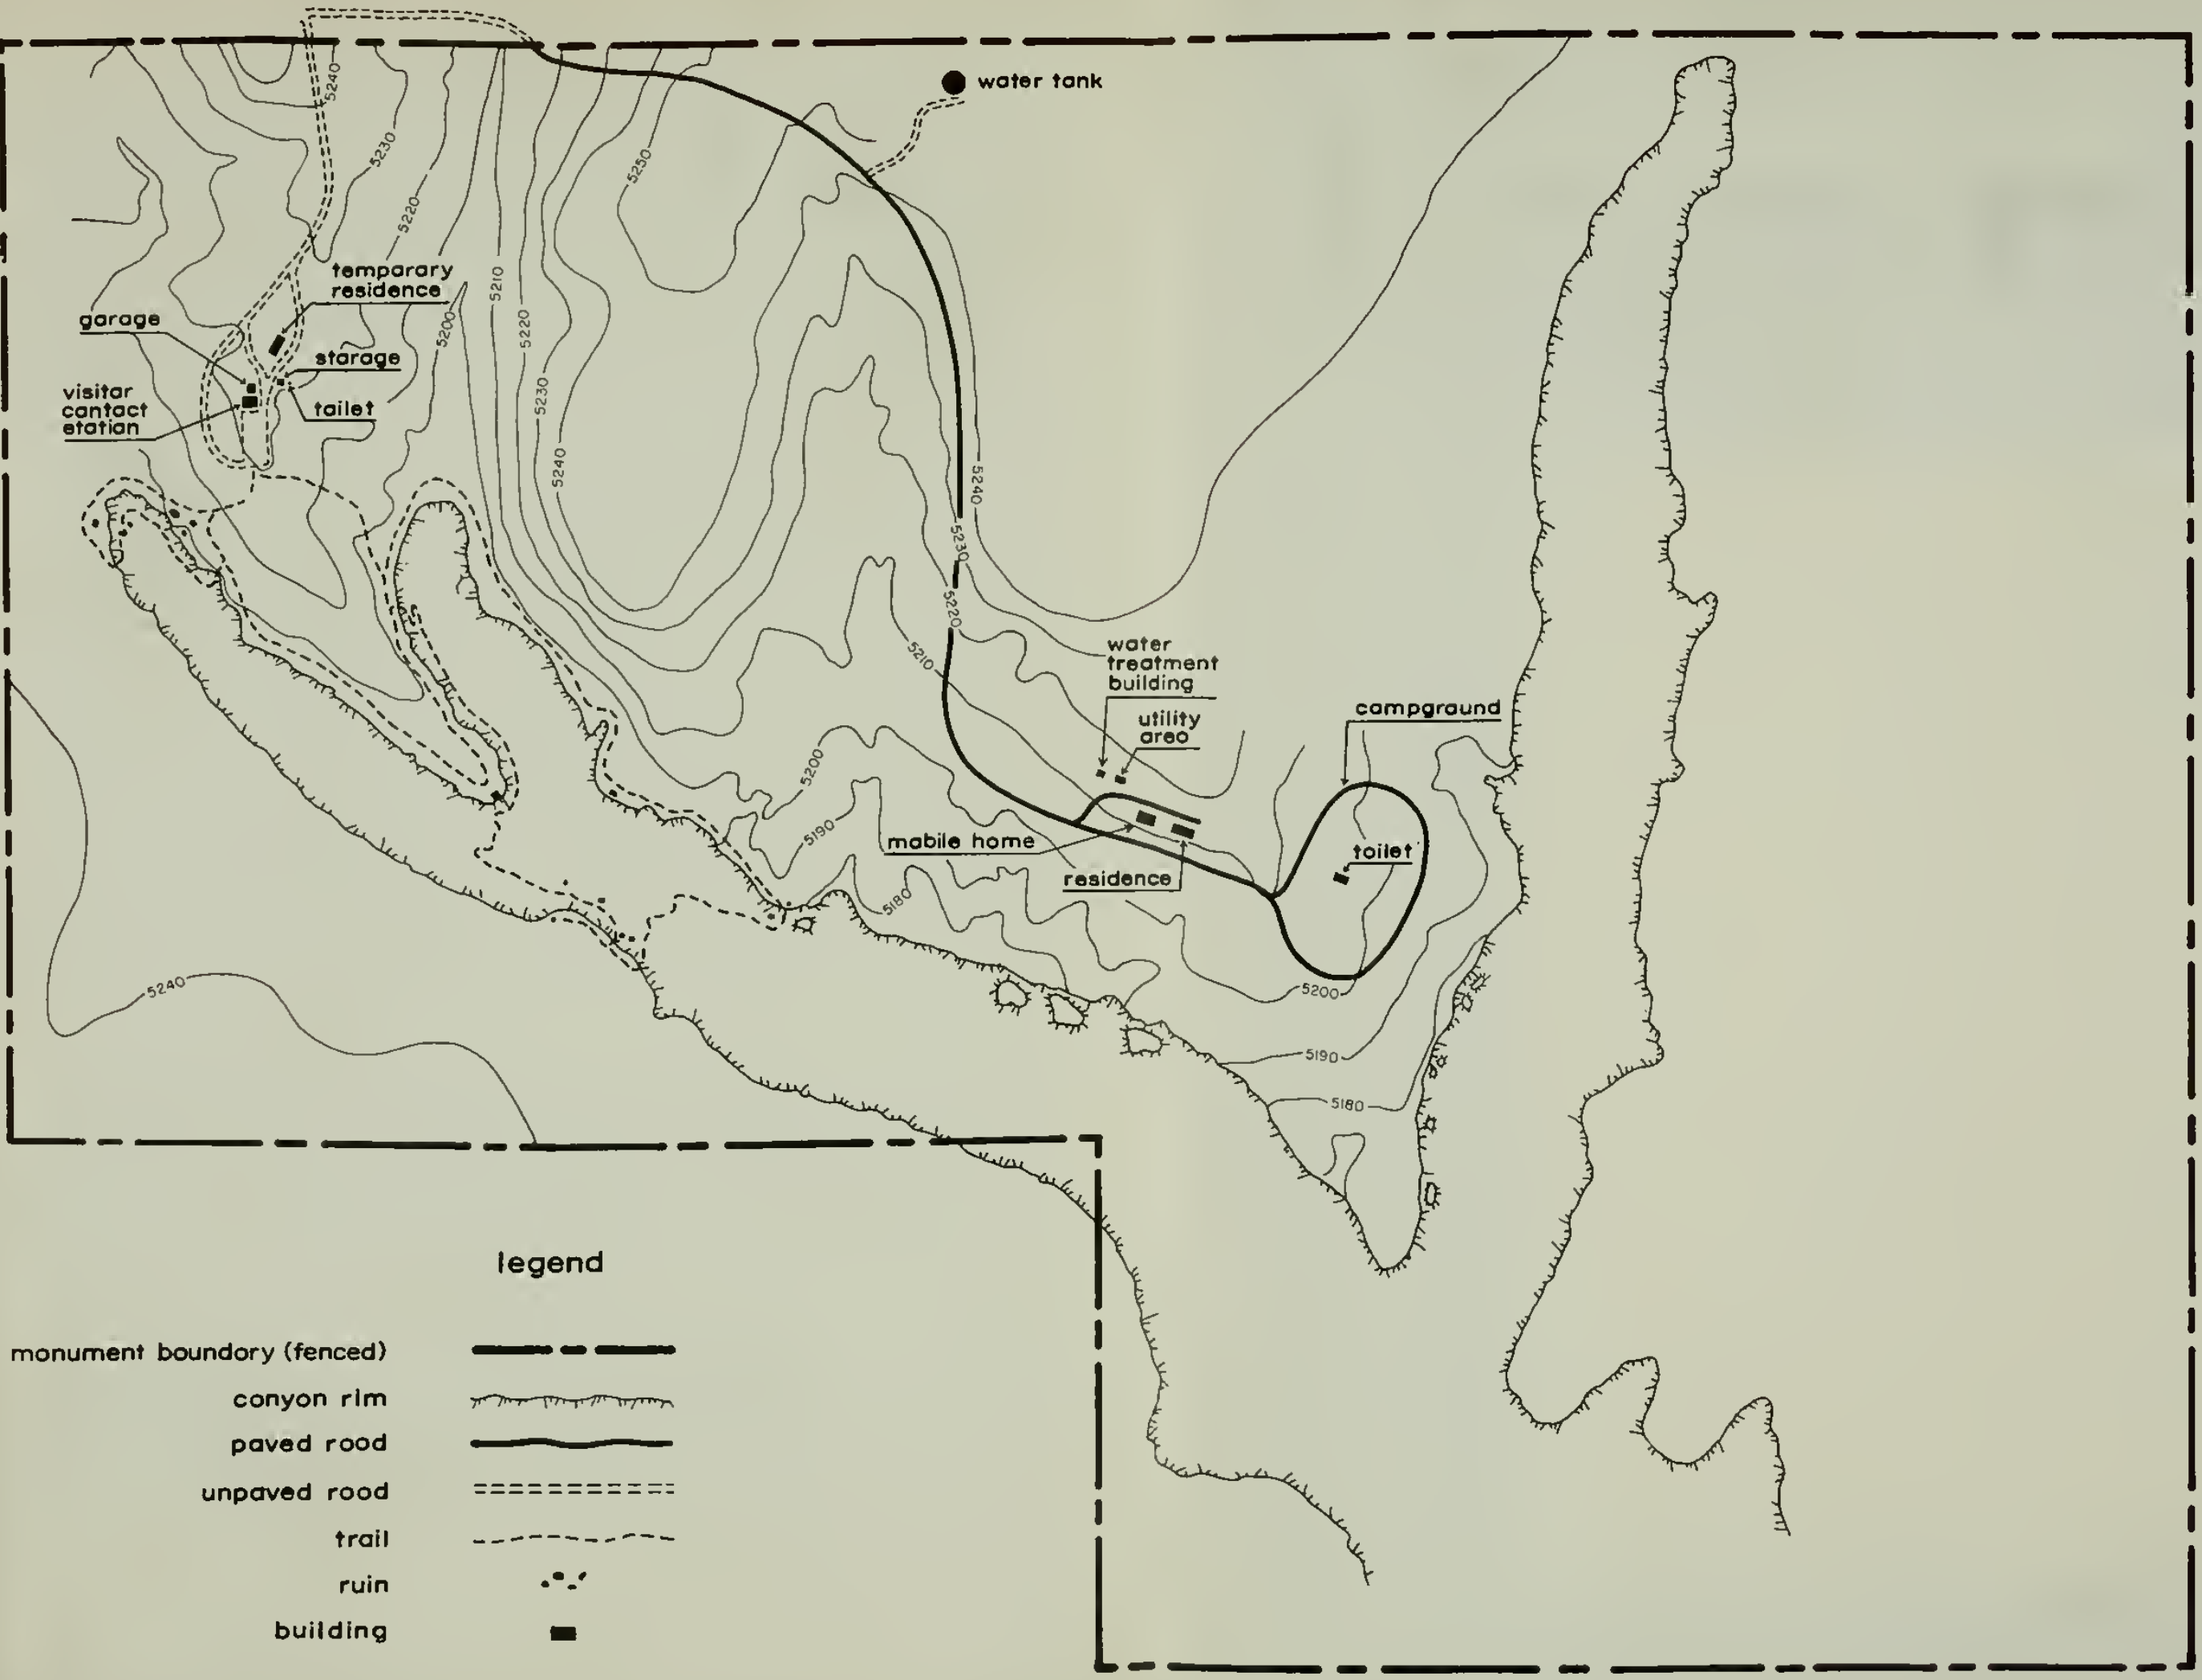 water tank
5240
5230
5250
5220
temparary
residence
5210
garage
5220
5200
starage
visitar
cantact
etation
tailet
5230
5240
5240
5230
5220
5210
water
treatment
building
campground
utility
areo
5200
5190
mabile home
toilet
residence
5180
5240
5200
5190
5180
legend
monument boundory (fenced)
conyon rim
paved rood
unpaved rood
trail
ruin
building